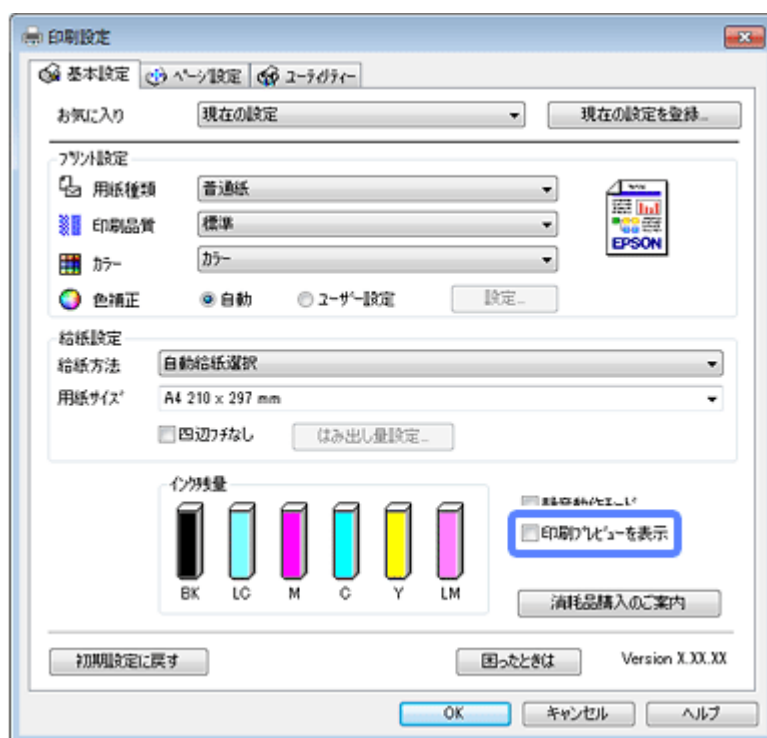 印刷設定
基本設定 ページ設定 ユーティリティー
お気に入り 現在の設定 現在の設定を登録...
プリント設定
用紙種類 普通紙
印刷品質 標準
カラー カラー
EPSON
色補正 自動 ユーザー設定 設定...
給紙設定
給紙方法 自動給紙選択
用紙サイズ A4 210 x 297 mm
四辺フチなし はみ出し量設定...
インク残量
印刷プレビューを表示
BK LC M C Y LM
消耗品購入のご案内
初期設定に戻す 困ったときは Version X.XX.XX
OK キャンセル ヘルプ